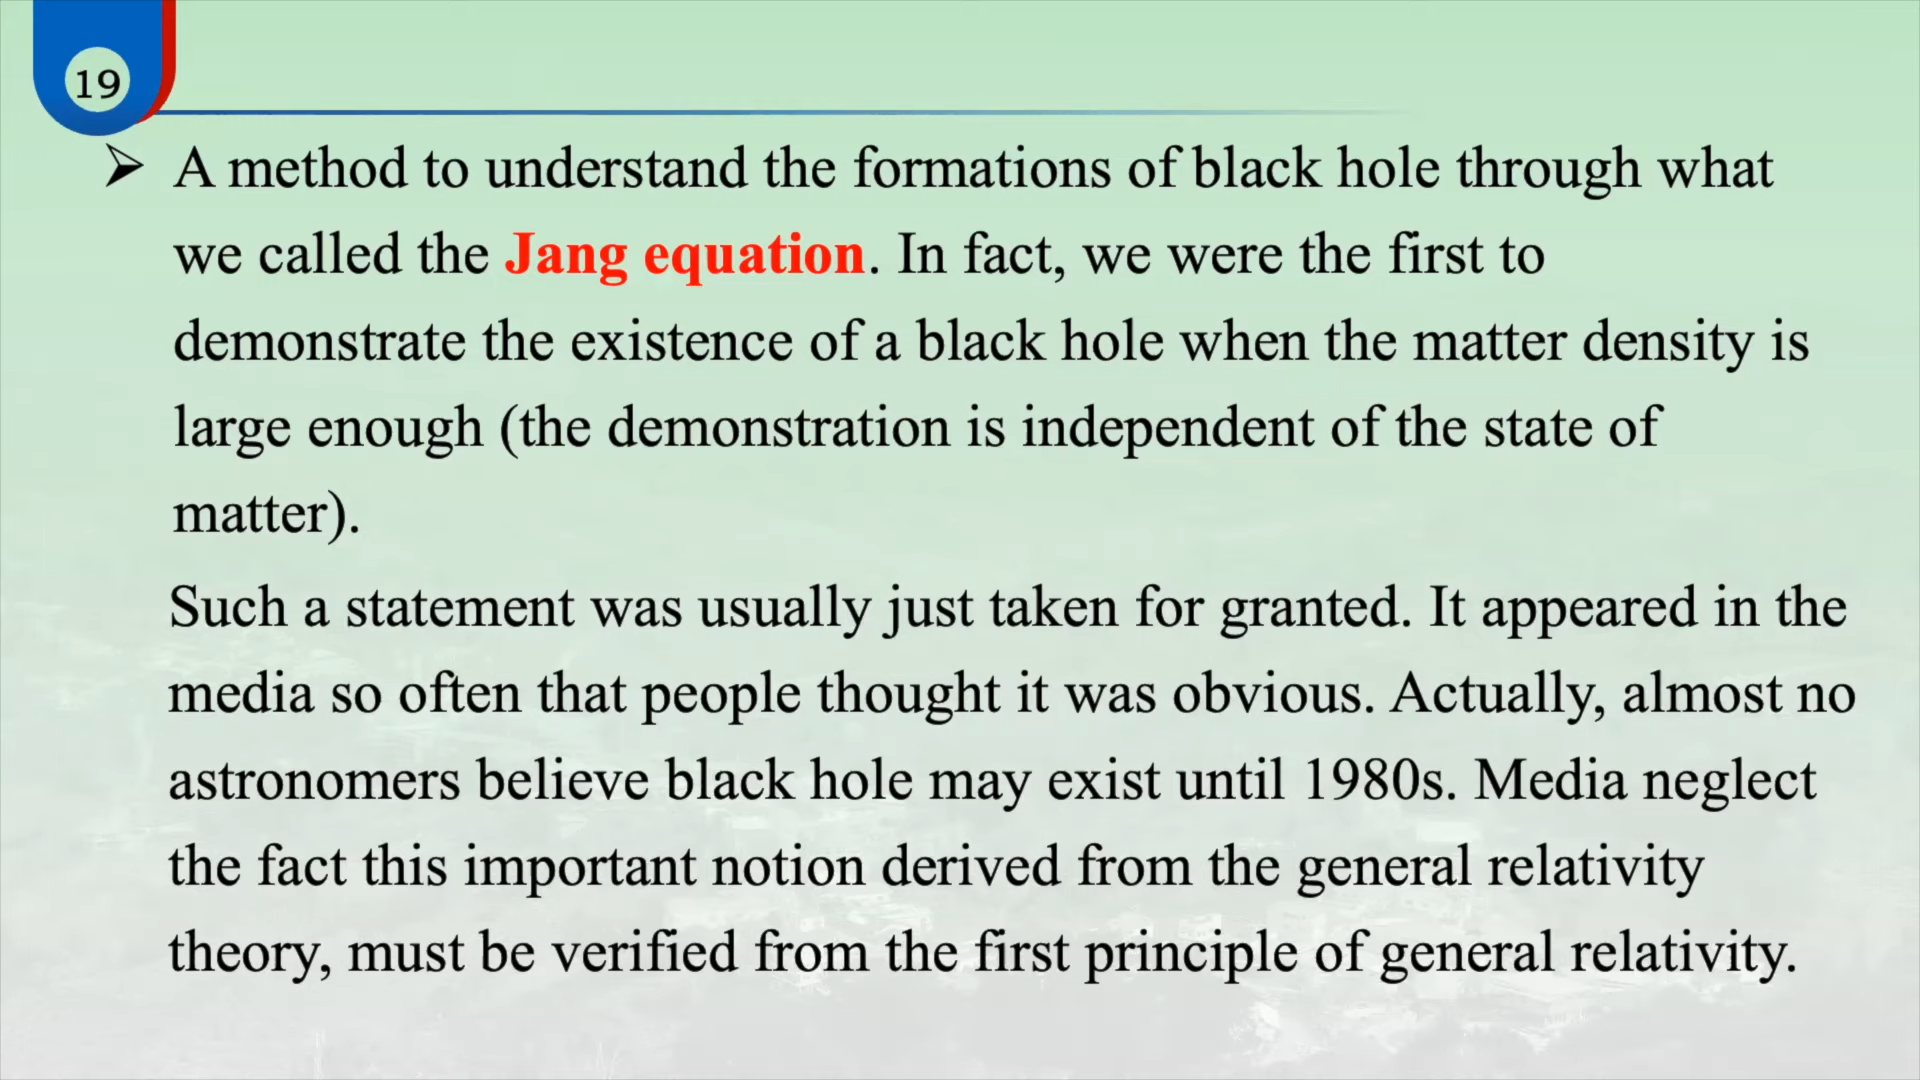 19
➢ A method to understand the formations of black hole through what
we called the Jang equation. In fact, we were the first to
demonstrate the existence of a black hole when the matter density is
large enough (the demonstration is independent of the state of
matter).
Such a statement was usually just taken for granted. It appeared in the
media so often that people thought it was obvious. Actually, almost no
astronomers believe black hole may exist until 1980s. Media neglect
the fact this important notion derived from the general relativity
theory, must be verified from the first principle of general relativity.